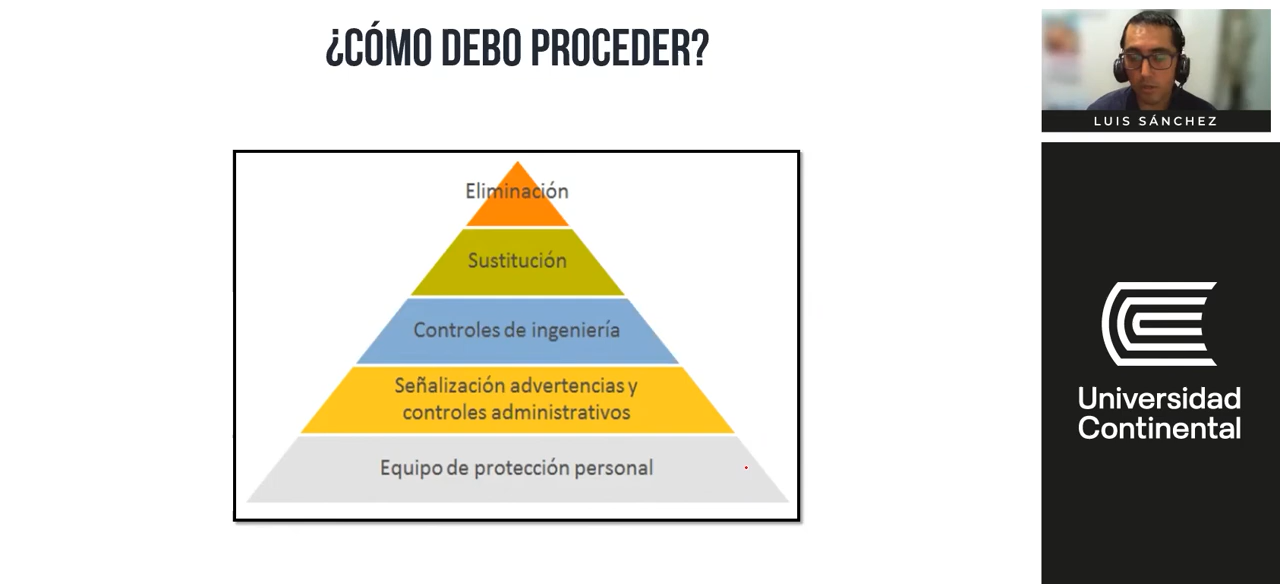 ¿CÓMO DEBO PROCEDER?
LUIS SÁNCHEZ
Eliminación
Sustitución
Controles de ingeniería
Señalización advertencias y
controles administrativos
Equipo de protección personal
Universidad
Continental